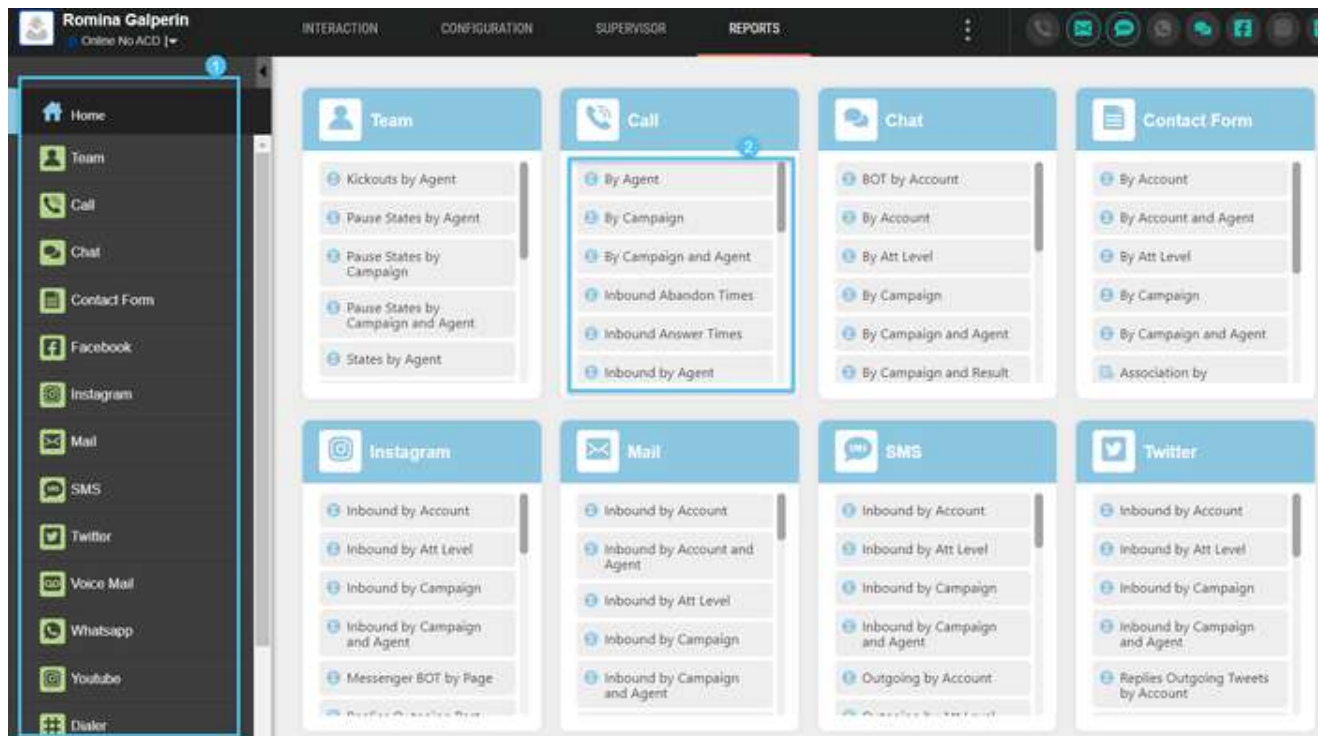 Romina Galperin
Online No ACD
INTERACTION
CONFIGURATION
SUPERVISOR
REPORTS
1
Home
Team
Call
Chat
Contact Form
Facebook
Instagram
Mail
SMS
Twitter
Voice Mail
Whatsapp
Youtube
Dialer
Team
Kickouts by Agent
Pause States by Agent
Pause States by
Campaign
Pause States by
Campaign and Agent
States by Agent
Call
2
By Agent
By Campaign
By Campaign and Agent
Inbound Abandon Times
Inbound Answer Times
Inbound by Agent
Chat
BOT by Account
By Account
By Att Level
By Campaign
By Campaign and Agent
By Campaign and Result
Contact Form
By Account
By Account and Agent
By Att Level
By Campaign
By Campaign and Agent
Association by
Instagram
Inbound by Account
Inbound by Att Level
Inbound by Campaign
Inbound by Campaign
and Agent
Messenger BOT by Page
Mail
Inbound by Account
Inbound by Account and
Agent
Inbound by Att Level
Inbound by Campaign
Inbound by Campaign
and Agent
SMS
SMS
Inbound by Account
Inbound by Att Level
Inbound by Campaign
Inbound by Campaign
and Agent
Outgoing by Account
Outgoing by Att Level
Twitter
Inbound by Account
Inbound by Att Level
Inbound by Campaign
Inbound by Campaign
and Agent
Replies Outgoing Tweets
by Account